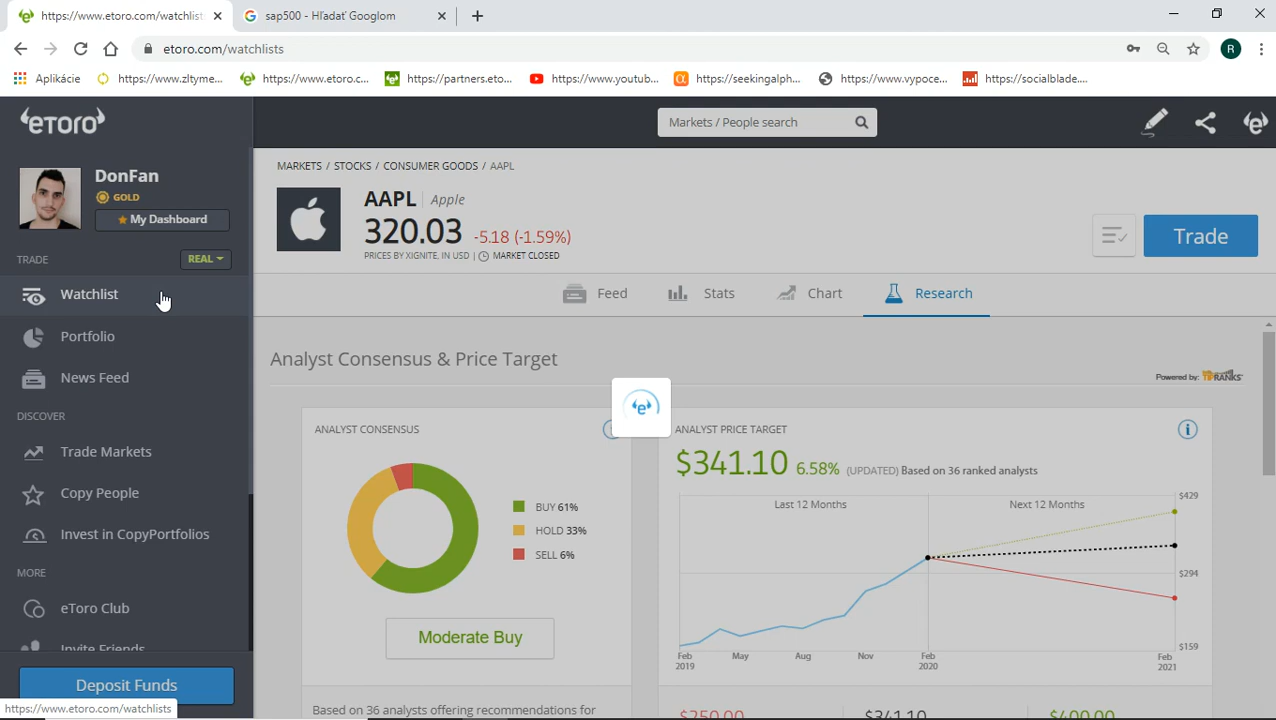 https://www.etoro.com/watchlist
sap500 - Hľadať Googlom
etoro.com/watchlists
R
Aplikácie
https://www.zltyme...
https://www.etoro.c...
https://partners.eto...
https://www.youtub...
https://seekingalph...
https://www.vypoce...
https://socialblade....
eToro
Markets / People search
DonFan
GOLD
My Dashboard
TRADE
REAL
Watchlist
Portfolio
News Feed
DISCOVER
Trade Markets
Copy People
Invest in CopyPortfolios
MORE
eToro Club
Invite Friends
Deposit Funds
https://www.etoro.com/watchlists
MARKETS / STOCKS / CONSUMER GOODS / AAPL
AAPL Apple
320.03 -5.18 (-1.59%)
PRICES BY XIGNITE, IN USD | MARKET CLOSED
Trade
Feed
Stats
Chart
Research
Analyst Consensus & Price Target
Powered by: TIPRANKS
ANALYST CONSENSUS
BUY 61%
HOLD 33%
SELL 6%
Moderate Buy
Based on 36 analysts offering recommendations for
ANALYST PRICE TARGET
$341.10 6.58% (UPDATED) Based on 36 ranked analysts
Last 12 Months
Next 12 Months
$429
$294
$159
Feb 2019
May
Aug
Nov
Feb 2020
Feb 2021
$250.00
$341.10
$400.00